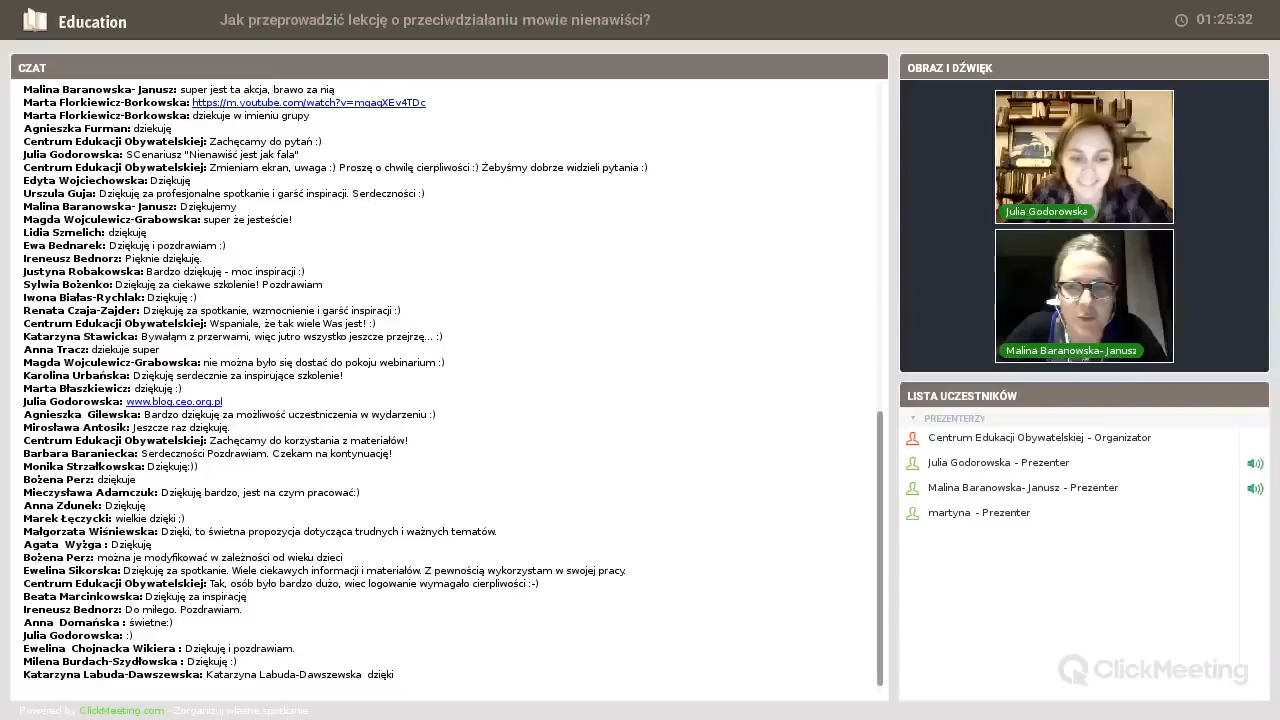 Education
Jak przeprowadzić lekcję o przeciwdziałaniu mowie nienawiści?
01:25:32
CZAT
Malina Baranowska- Janusz: super jest ta akcja, brawo za nią
Marta Florkiewicz-Borkowska: https://m.youtube.com/watch?v=mqaqXEv4TDc
Marta Florkiewicz-Borkowska: dziekuje w imieniu grupy
Agnieszka Furman: dziekuję
Centrum Edukacji Obywatelskiej: Zachęcamy do pytań :)
Julia Godorowska: SCenariusz "Nienawiść jest jak fala"
Centrum Edukacji Obywatelskiej: Zmieniam ekran, uwaga :) Proszę o chwilę cierpliwości :) Żebyśmy dobrze widzieli pytania :)
Edyta Wojciechowska: Dziękuję
Urszula Guja: Dziękuję za profesjonalne spotkanie i garść inspiracji. Serdeczności :)
Malina Baranowska- Janusz: Dziękujemy
Magda Wojculewicz-Grabowska: super że jesteście!
Lidia Szmelich: dziękuję
Ewa Bednarek: Dziękuję i pozdrawiam :)
Ireneusz Bednorz: Pięknie dziękuję.
Justyna Robakowska: Bardzo dziękuję - moc inspiracji :)
Sylwia Bożenko: Dziękuję za ciekawe szkolenie! Pozdrawiam
Iwona Białas-Rychlak: Dziękuję :)
Renata Czaja-Zajder: Dziękuję za spotkanie, wzmocnienie i garść inspiracji :)
Centrum Edukacji Obywatelskiej: Wspaniale, że tak wiele Was jest! :)
Katarzyna Stawicka: Bywałąm z przerwami, więc jutro wszystko jeszcze przejrzę... :)
Anna Tracz: dziekuje super
Magda Wojculewicz-Grabowska: nie można było się dostać do pokoju webinarium :)
Karolina Urbańska: Dziękuję serdecznie za inspirujące szkolenie!
Marta Błaszkiewicz: dziękuję :)
Julia Godorowska: www.blog.ceo.org.pl
Agnieszka Gilewska: Bardzo dziękuję za możliwość uczestniczenia w wydarzeniu :)
Mirosława Antosik: Jeszcze raz dziękuję.
Centrum Edukacji Obywatelskiej: Zachęcamy do korzystania z materiałów!
Barbara Baraniecka: Serdeczności Pozdrawiam. Czekam na kontynuację!
Monika Strzałkowska: Dziękuję:))
Bożena Perz: dziękuje
Mieczysława Adamczuk: Dziękuję bardzo, jest na czym pracować:)
Anna Zdunek: Dziękuję
Marek Łęczycki: wielkie dzięki ;)
Małgorzata Wiśniewska: Dzięki, to świetna propozycja dotycząca trudnych i ważnych tematów.
Agata Wyżga : Dziękuję
Bożena Perz: można je modyfikować w zależności od wieku dzieci
Ewelina Sikorska: Dziękuję za spotkanie. Wiele ciekawych informacji i materiałów. Z pewnością wykorzystam w swojej pracy.
Centrum Edukacji Obywatelskiej: Tak, osób było bardzo dużo, wiec logowanie wymagało cierpliwości :-)
Beata Marcinkowska: Dziękuję za inspirację
Ireneusz Bednorz: Do miłego. Pozdrawiam.
Anna Domańska : świetne:)
Julia Godorowska: :)
Ewelina Chojnacka Wikiera : Dziękuję i pozdrawiam.
Milena Burdach-Szydłowska : Dziękuję :)
Katarzyna Labuda-Dawszewska: Katarzyna Labuda-Dawszewska dzięki
Powered by ClickMeeting.com - Zorganizuj własne spotkanie
OBRAZ I DŹWIĘK
Julia Godorowska
Malina Baranowska- Janusz
LISTA UCZESTNIKÓW
PREZENTERZY
Centrum Edukacji Obywatelskiej - Organizator
Julia Godorowska - Prezenter
Malina Baranowska- Janusz - Prezenter
martyna - Prezenter
ClickMeeting